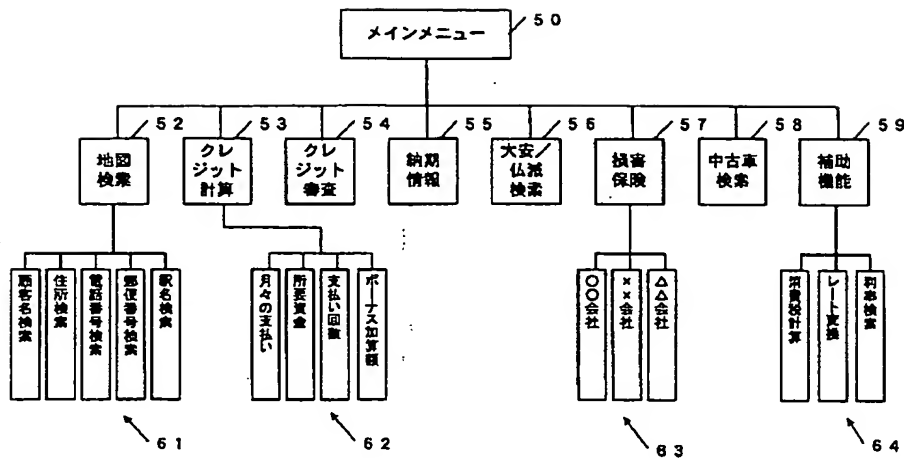 メインメニュー
50
52
53
54
55
56
57
58
59
地図
検索
クレ
ジット
計算
クレ
ジット
審査
納期
情報
大安/
仏滅
検索
損害
保険
中古車
検索
補助
機能
顧客名検索
住所検索
電話番号検索
郵便番号検索
駅名検索
月々の支払い
所要資金
支払い回数
ボーナス加算額
〇〇会社
××会社
△△会社
消費税計算
レート変換
利率検索
61
62
63
64